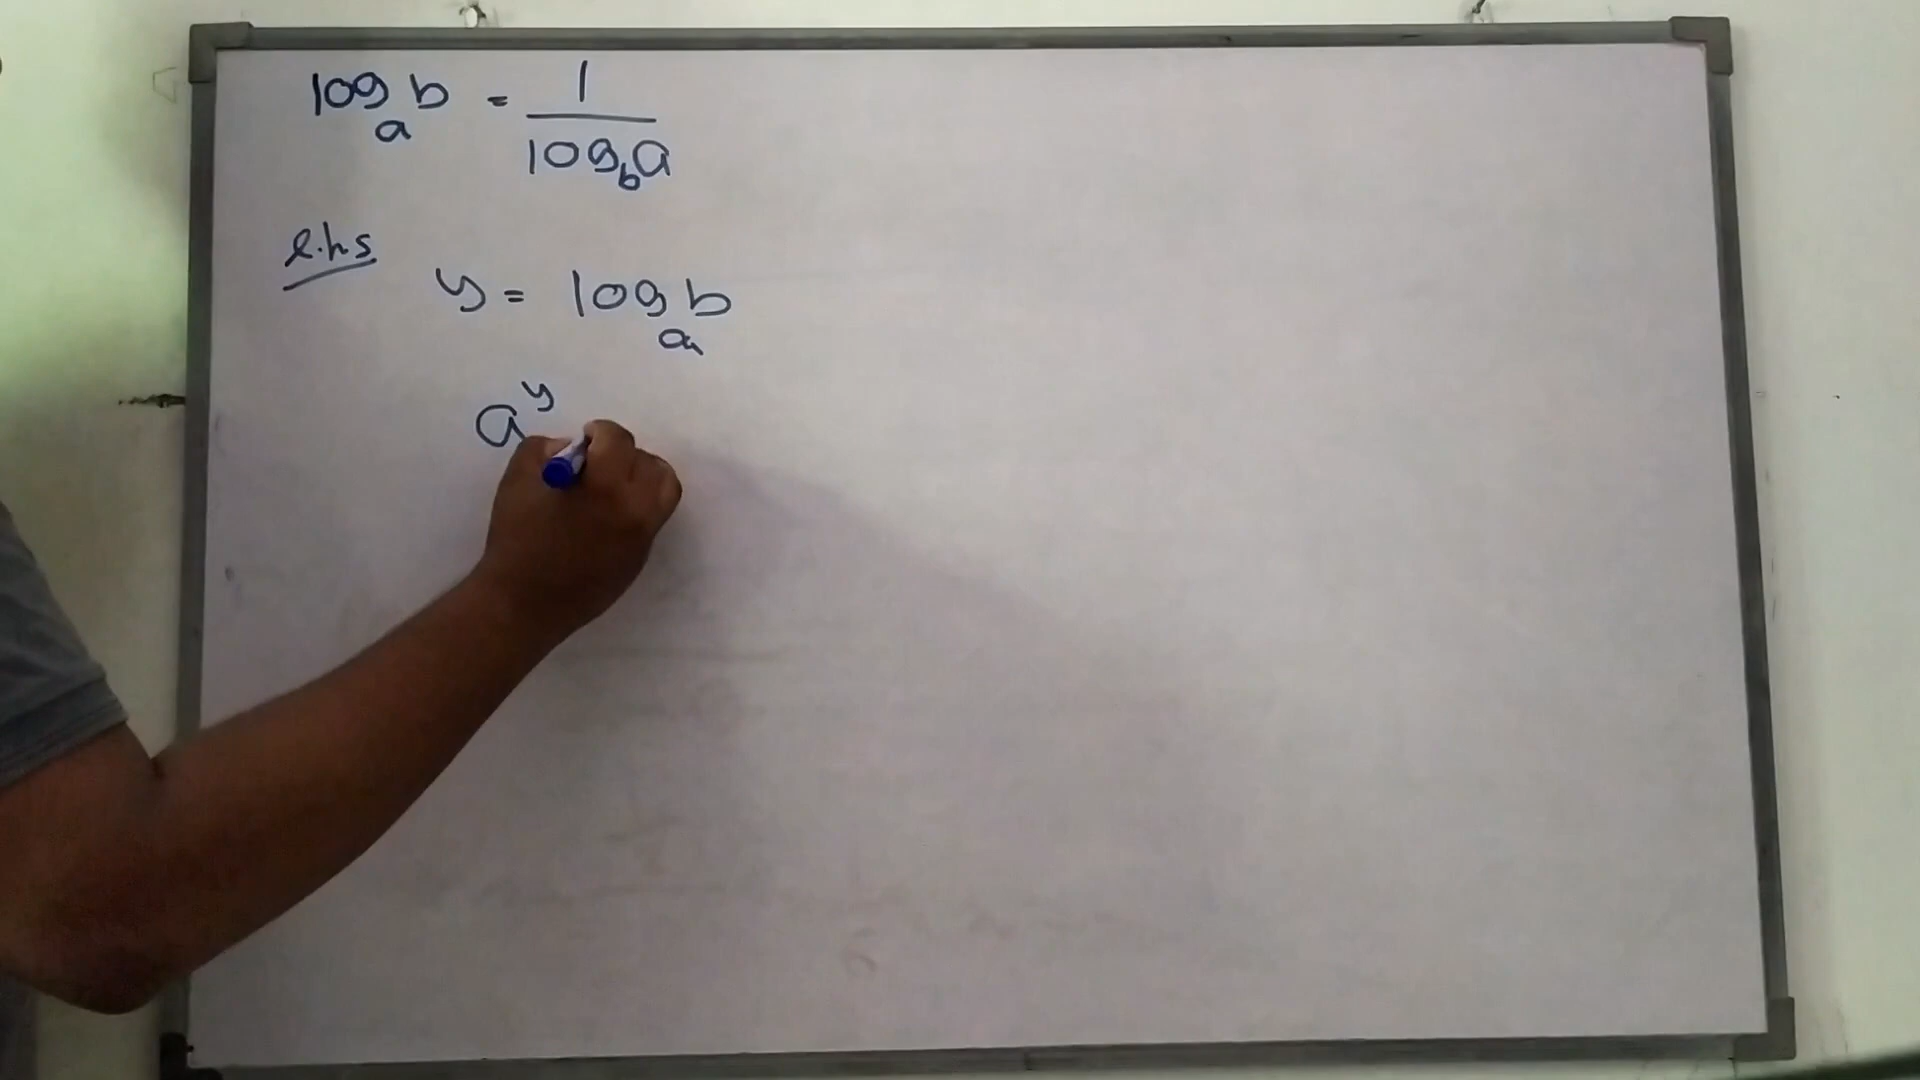 log_a b = 1/log_b a
l.h.s
y = log_a b
a^y